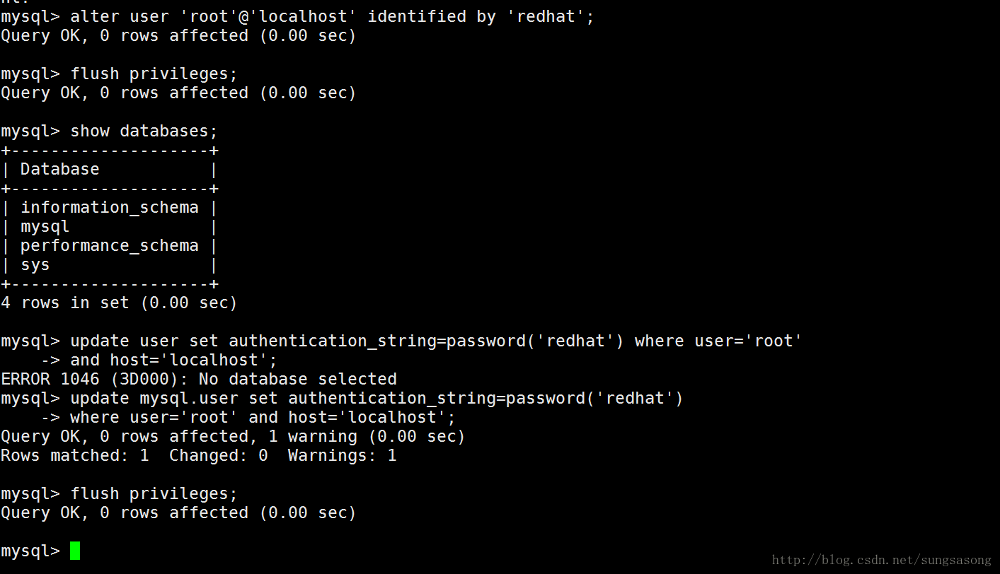 mysql> alter user 'root'@'localhost' identified by 'redhat';
Query OK, 0 rows affected (0.00 sec)
mysql> flush privileges;
Query OK, 0 rows affected (0.00 sec)
mysql> show databases;
+--------------------+
| Database           |
+--------------------+
| information_schema |
| mysql              |
| performance_schema |
| sys                |
+--------------------+
4 rows in set (0.00 sec)
mysql> update user set authentication_string=password('redhat') where user='root'
    -> and host='localhost';
ERROR 1046 (3D000): No database selected
mysql> update mysql.user set authentication_string=password('redhat')
    -> where user='root' and host='localhost';
Query OK, 0 rows affected, 1 warning (0.00 sec)
Rows matched: 1  Changed: 0  Warnings: 1
mysql> flush privileges;
Query OK, 0 rows affected (0.00 sec)
mysql>
http://blog.csdn.net/sungsasong